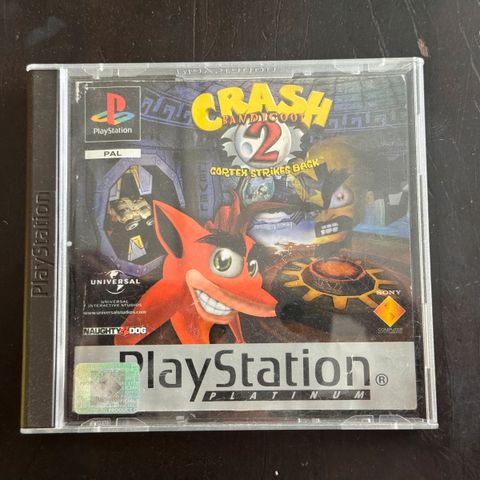 PlayStation
PlayStation
PAL
CRASH
BANDICOOT
2
CORTEX STRIKES BACK
UNIVERSAL
UNIVERSAL
INTERACTIVE STUDIOS
www.universalstudios.com
NAUGHTY DOG
SONY
COMPUTER
PlayStation®
PLATINUM